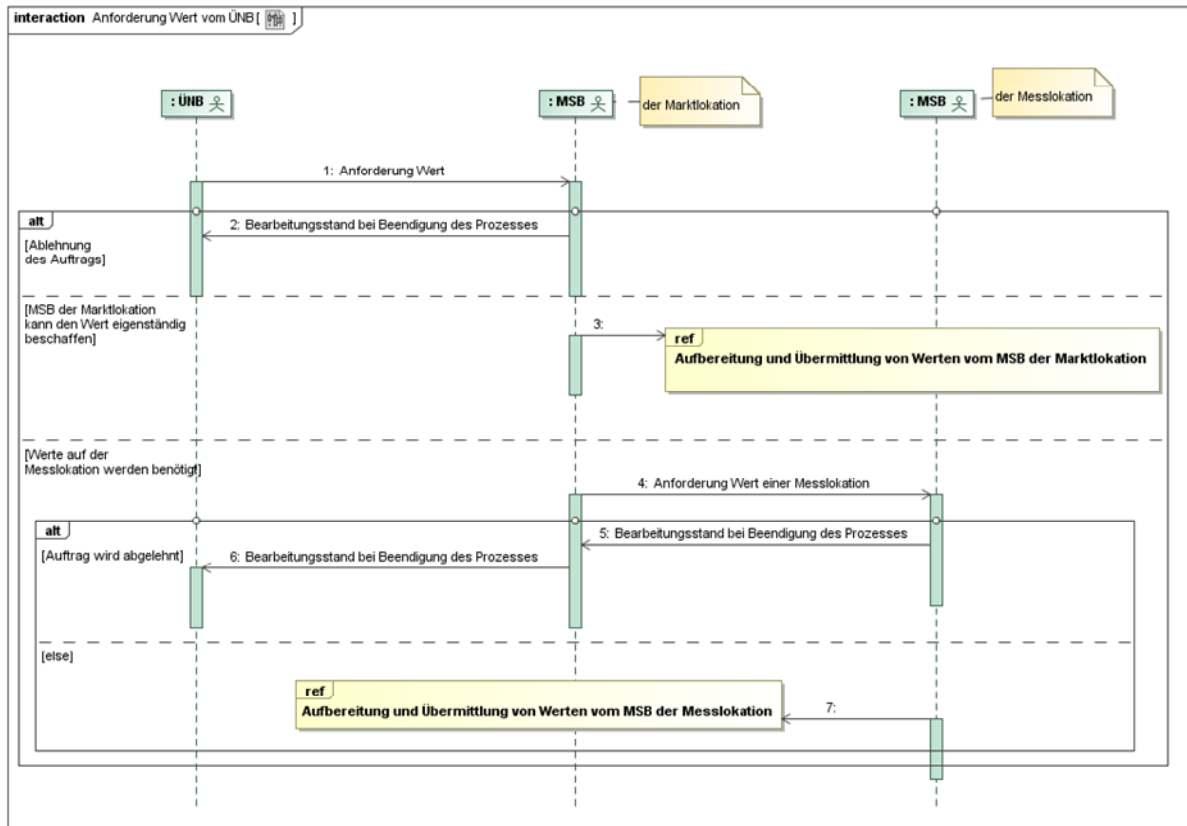 interaction Anforderung Wert vom ÜNB[ ]
: ÜNB
: MSB
der Marktlokation
: MSB
der Messlokation
1: Anforderung Wert
alt
2: Bearbeitungsstand bei Beendigung des Prozesses
[Ablehnung
des Auftrags]
[MSB der Marktlokation
kann den Wert eigenständig
beschaffen]
3:
ref
Aufbereitung und Übermittlung von Werten vom MSB der Marktlokation
[Werte auf der
Messlokation werden benötigt]
4: Anforderung Wert einer Messlokation
alt
5: Bearbeitungsstand bei Beendigung des Prozesses
[Auftrag wird abgelehnt]
6: Bearbeitungsstand bei Beendigung des Prozesses
[else]
ref
Aufbereitung und Übermittlung von Werten vom MSB der Messlokation
7: